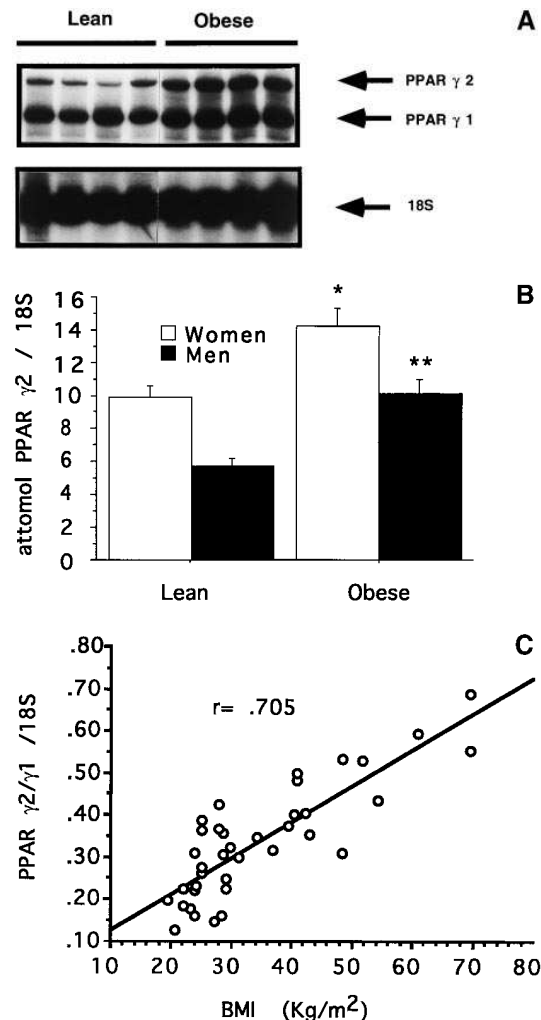 Lean Obese A
PPAR γ 2
PPAR γ 1
18S
B
attomol PPAR γ2 / 18S
16
14
12
10
8
6
4
2
0
Women
Men
*
**
Lean Obese
C
PPAR γ2/γ1 /18S
.80
.70
.60
.50
.40
.30
.20
.10
r= .705
10 20 30 40 50 60 70 80
BMI (Kg/m²)